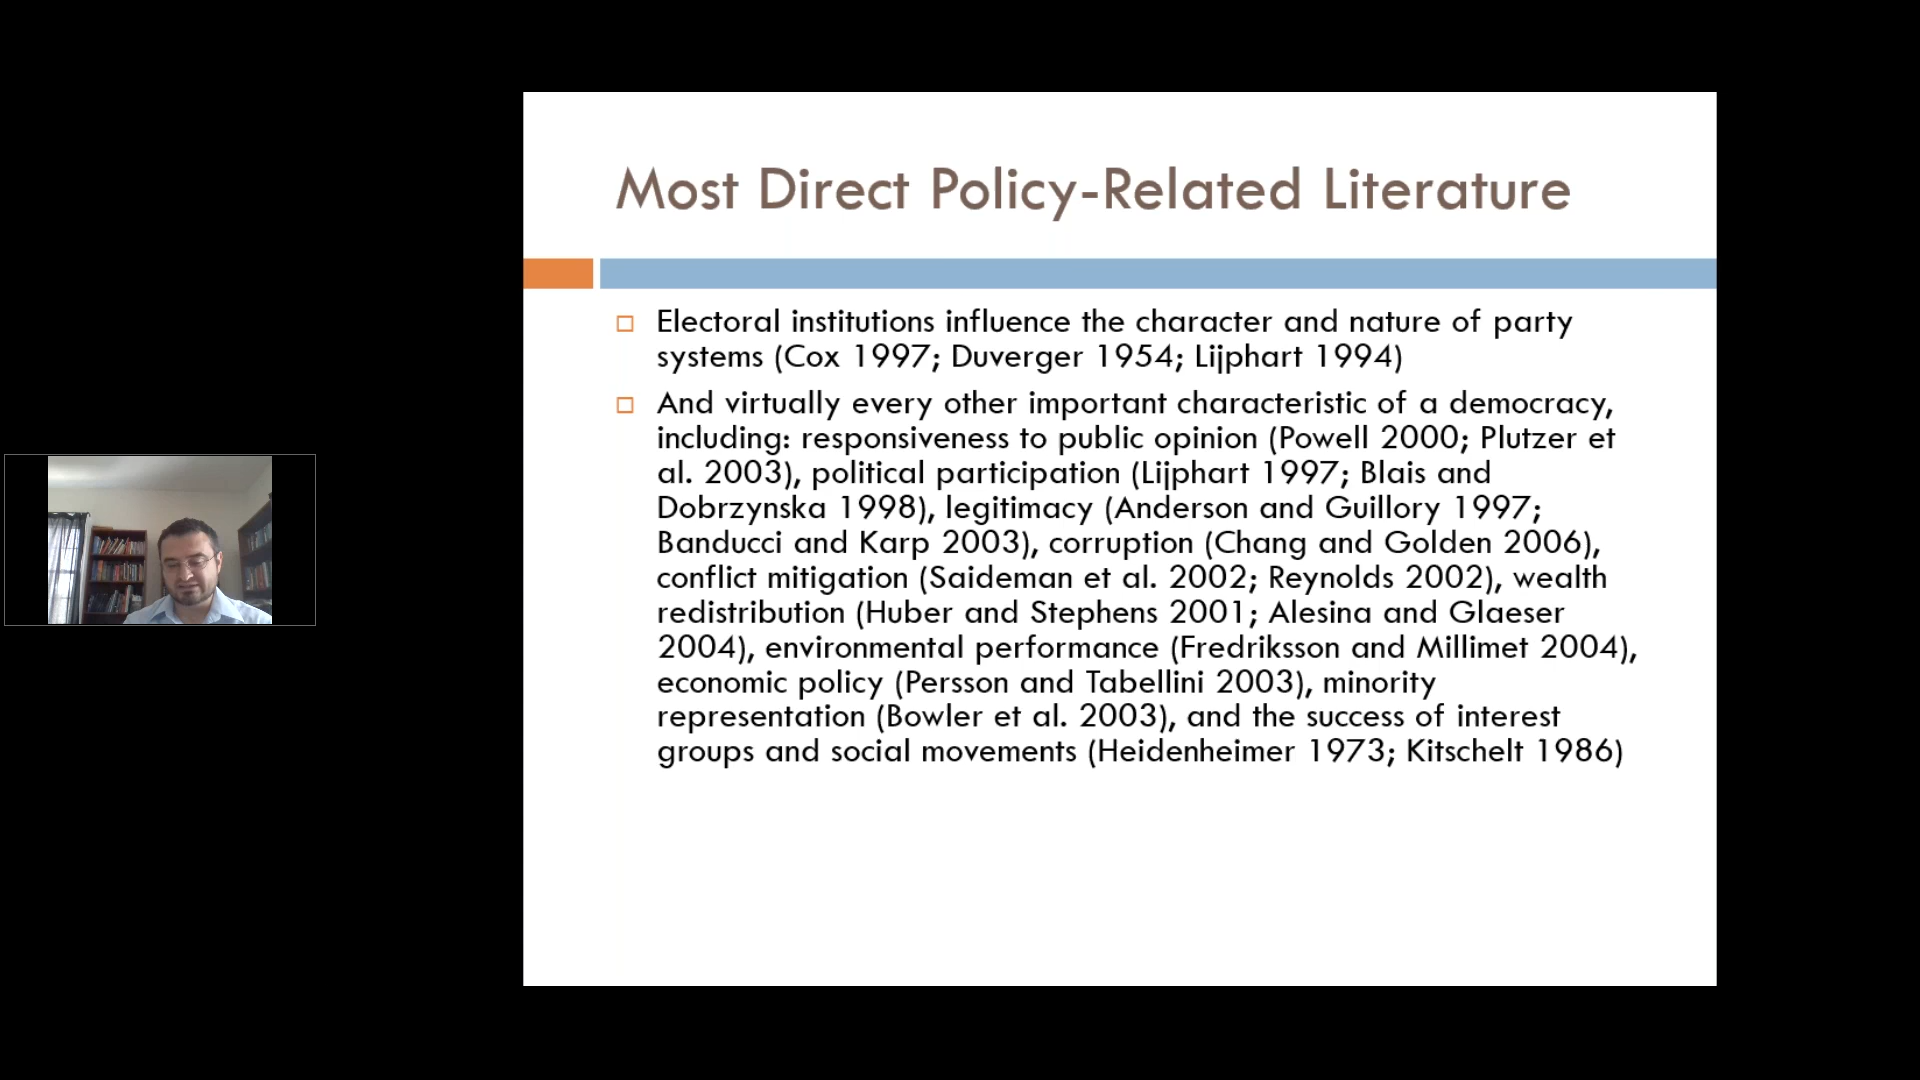 Most Direct Policy-Related Literature
Electoral institutions influence the character and nature of party
systems (Cox 1997; Duverger 1954; Lijphart 1994)
And virtually every other important characteristic of a democracy,
including: responsiveness to public opinion (Powell 2000; Plutzer et
al. 2003), political participation (Lijphart 1997; Blais and
Dobrzynska 1998), legitimacy (Anderson and Guillory 1997;
Banducci and Karp 2003), corruption (Chang and Golden 2006),
conflict mitigation (Saideman et al. 2002; Reynolds 2002), wealth
redistribution (Huber and Stephens 2001; Alesina and Glaeser
2004), environmental performance (Fredriksson and Millimet 2004),
economic policy (Persson and Tabellini 2003), minority
representation (Bowler et al. 2003), and the success of interest
groups and social movements (Heidenheimer 1973; Kitschelt 1986)